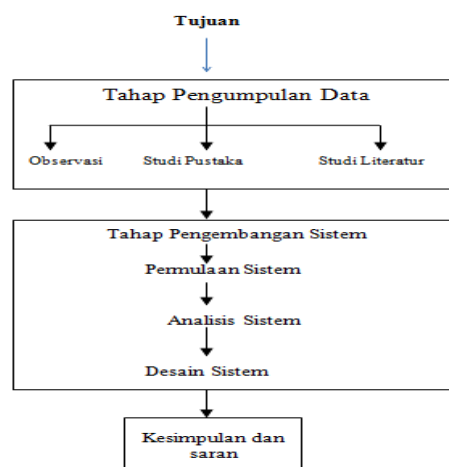 Tujuan
Tahap Pengumpulan Data
Observasi Studi Pustaka Studi Literatur
Tahap Pengembangan Sistem
Permulaan Sistem
Analisis Sistem
Desain Sistem
Kesimpulan dan
saran